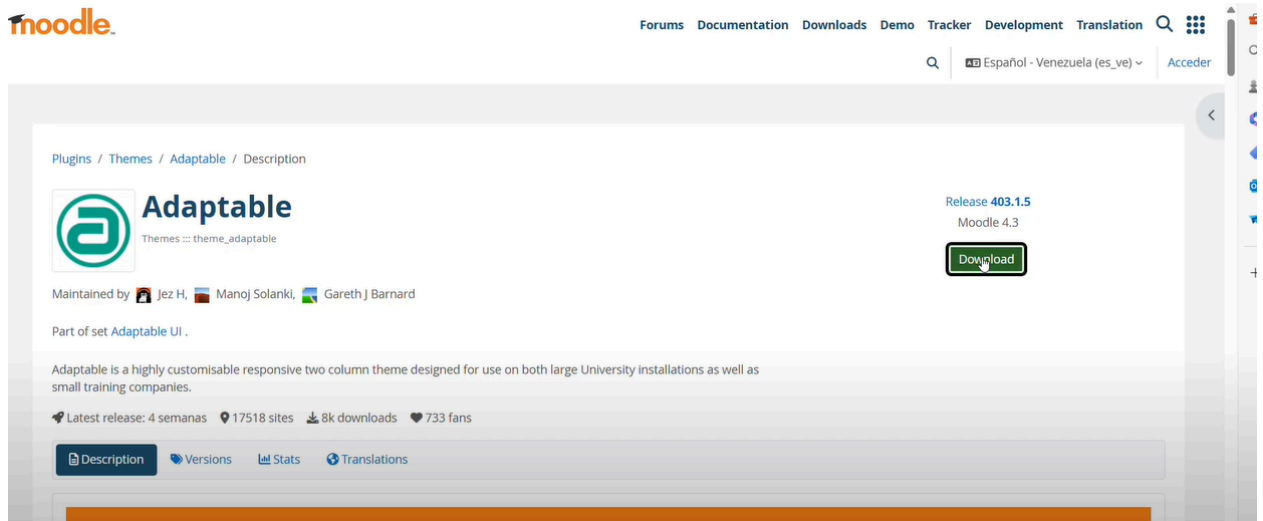 moodle
Forums Documentation Downloads Demo Tracker Development Translation
Español - Venezuela (es_ve) Acceder
Plugins / Themes / Adaptable / Description
Adaptable
Themes ::: theme_adaptable
Release 403.1.5
Moodle 4.3
Download
Maintained by Jez H, Manoj Solanki, Gareth J Barnard
Part of set Adaptable UI .
Adaptable is a highly customisable responsive two column theme designed for use on both large University installations as well as
small training companies.
Latest release: 4 semanas 17518 sites 8k downloads 733 fans
Description Versions Stats Translations